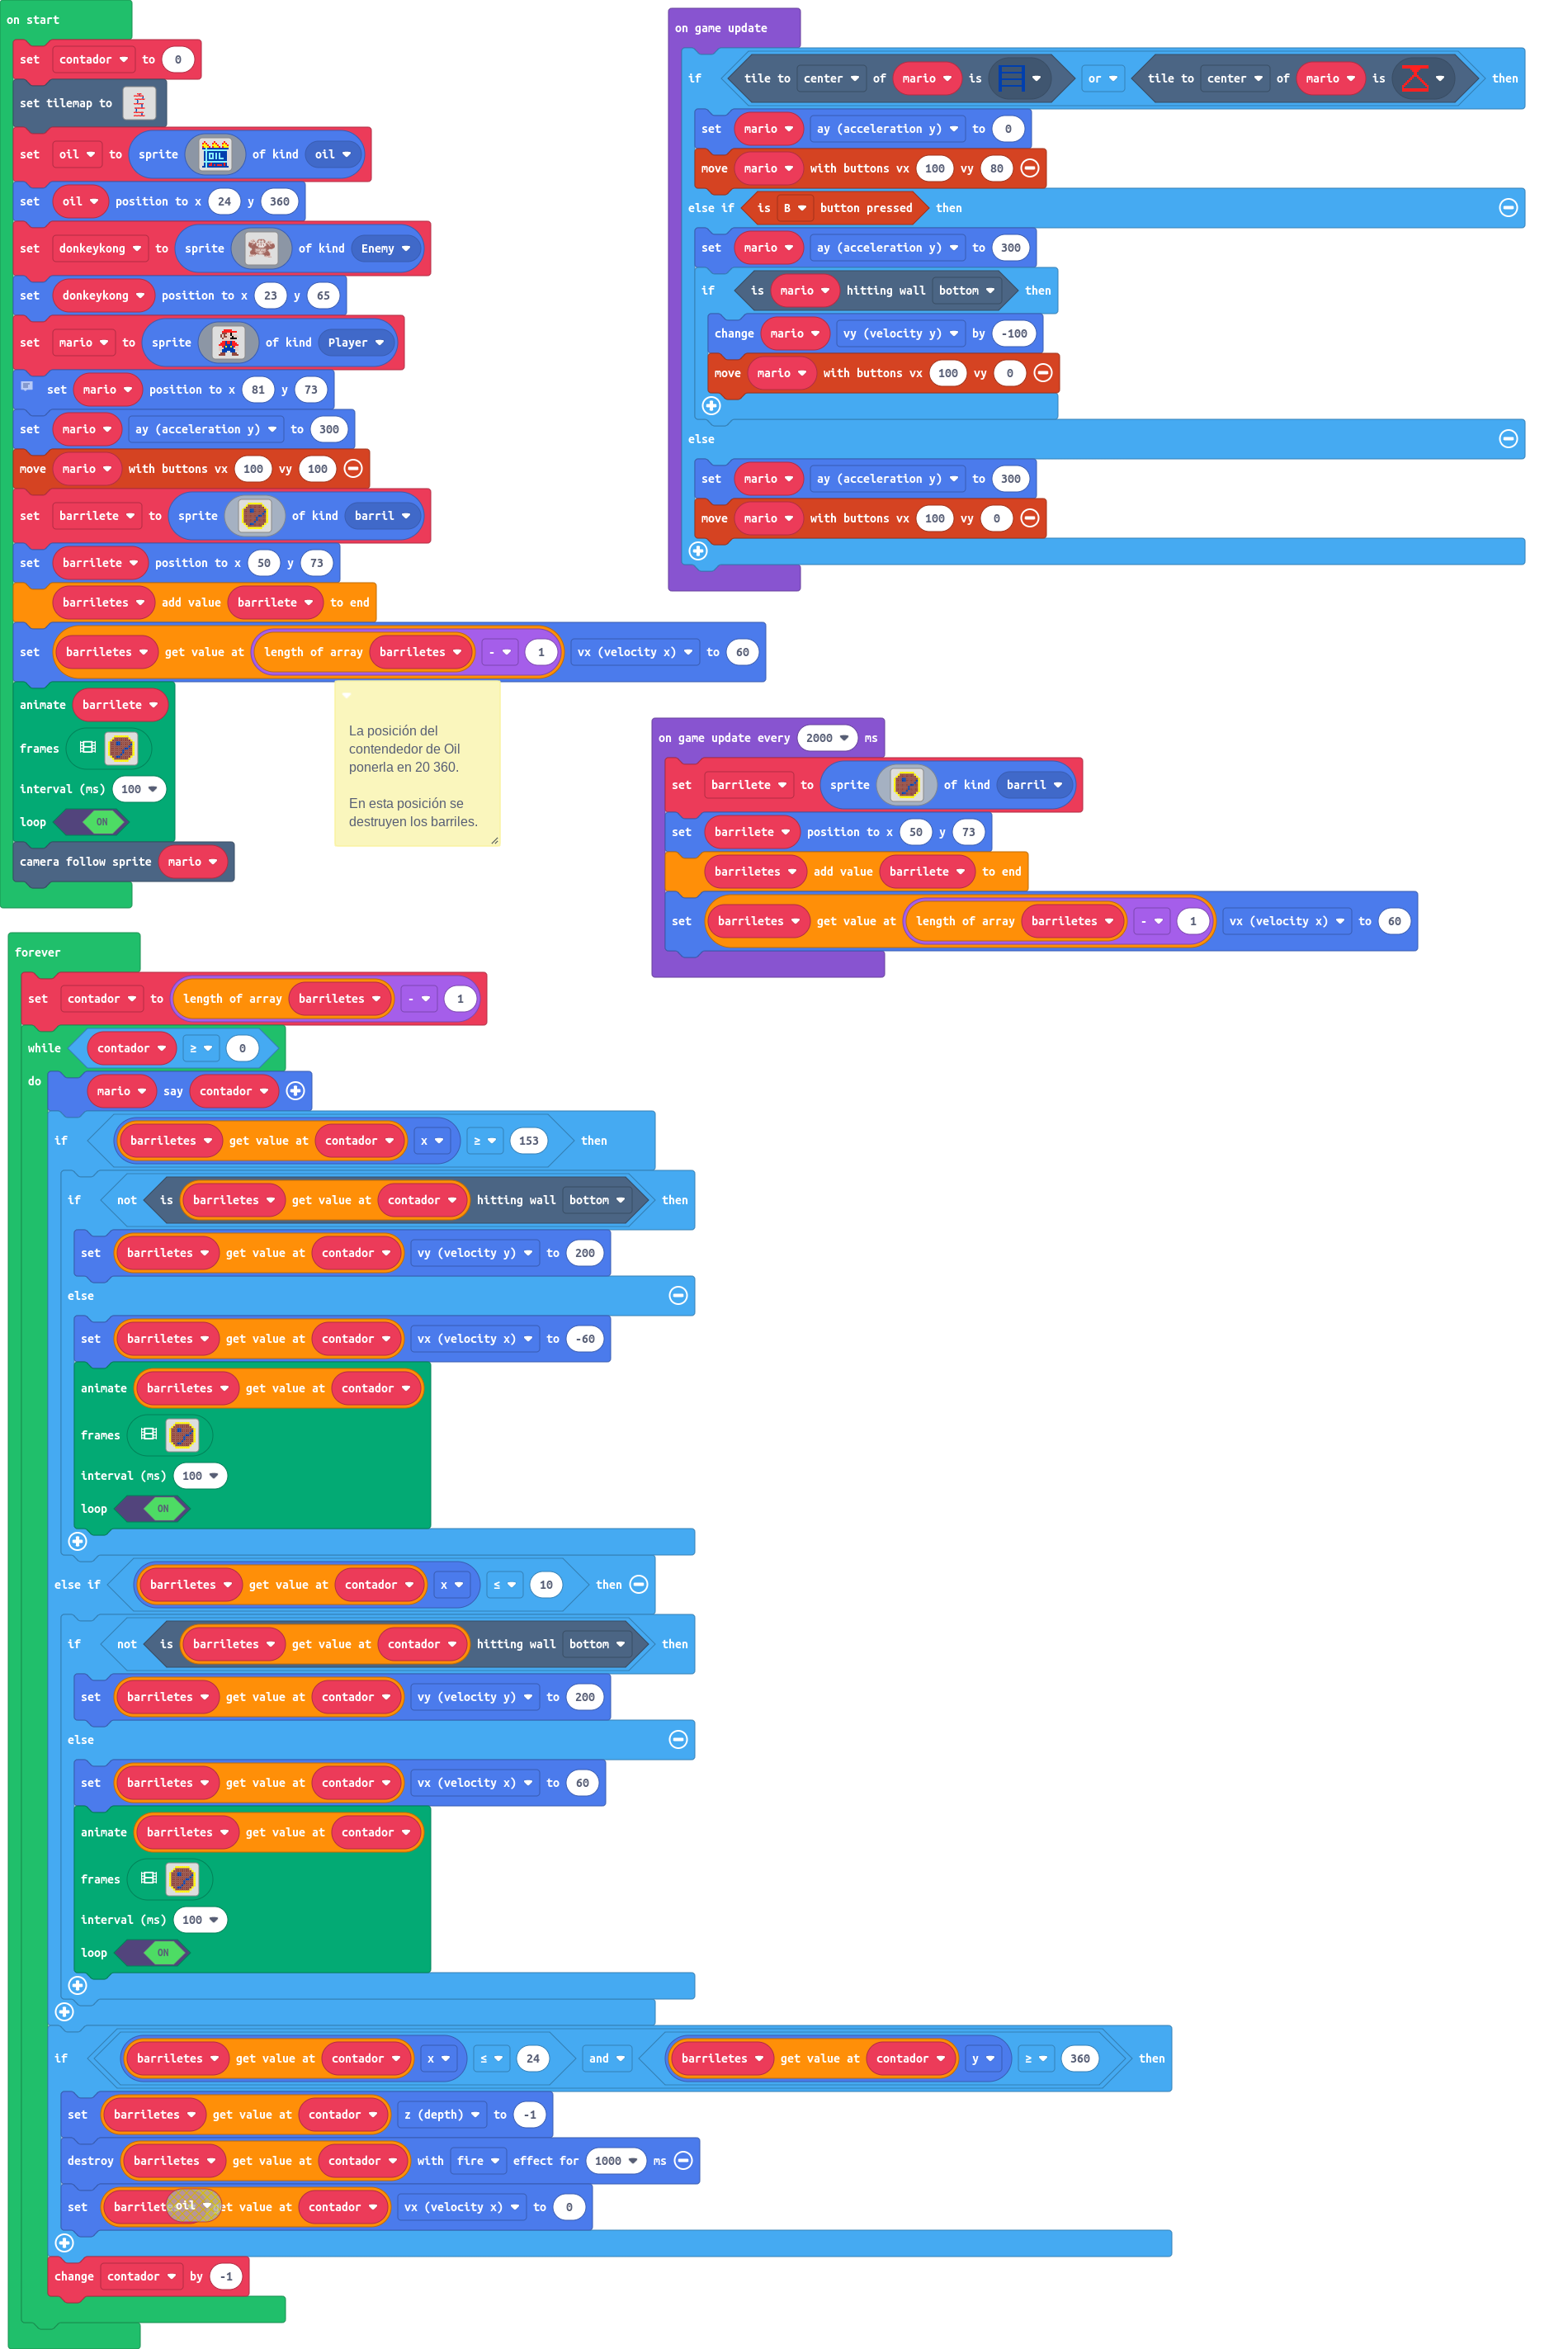 on start
set contador to 0
set tilemap to
set oil to sprite OIL of kind oil
set oil position to x 24 y 360
set donkeykong to sprite of kind Enemy
set donkeykong position to x 23 y 65
set mario to sprite of kind Player
set mario position to x 81 y 73
set mario ay (acceleration y) to 300
move mario with buttons vx 100 vy 100
set barrilete to sprite of kind barril
set barrilete position to x 50 y 73
barriletes add value barrilete to end
set barriletes get value at length of array barriletes - 1 vx (velocity x) to 60
animate barrilete
frames
interval (ms) 100
loop ON
camera follow sprite mario
La posición del
contendedor de Oil
ponerla en 20 360.
En esta posición se
destruyen los barriles.
on game update
if tile to center of mario is or tile to center of mario is then
set mario ay (acceleration y) to 0
move mario with buttons vx 100 vy 80
else if is B button pressed then
set mario ay (acceleration y) to 300
if is mario hitting wall bottom then
change mario vy (velocity y) by -100
move mario with buttons vx 100 vy 0
else
set mario ay (acceleration y) to 300
move mario with buttons vx 100 vy 0
on game update every 2000 ms
set barrilete to sprite of kind barril
set barrilete position to x 50 y 73
barriletes add value barrilete to end
set barriletes get value at length of array barriletes - 1 vx (velocity x) to 60
forever
set contador to length of array barriletes - 1
while contador ≥ 0
do
mario say contador
if barriletes get value at contador x ≥ 153 then
if not is barriletes get value at contador hitting wall bottom then
set barriletes get value at contador vy (velocity y) to 200
else
set barriletes get value at contador vx (velocity x) to -60
animate barriletes get value at contador
frames
interval (ms) 100
loop ON
else if barriletes get value at contador x ≤ 10 then
if not is barriletes get value at contador hitting wall bottom then
set barriletes get value at contador vy (velocity y) to 200
else
set barriletes get value at contador vx (velocity x) to 60
animate barriletes get value at contador
frames
interval (ms) 100
loop ON
if barriletes get value at contador x ≤ 24 and barriletes get value at contador y ≥ 360 then
set barriletes get value at contador z (depth) to -1
destroy barriletes get value at contador with fire effect for 1000 ms
set oil value at contador vx (velocity x) to 0
change contador by -1